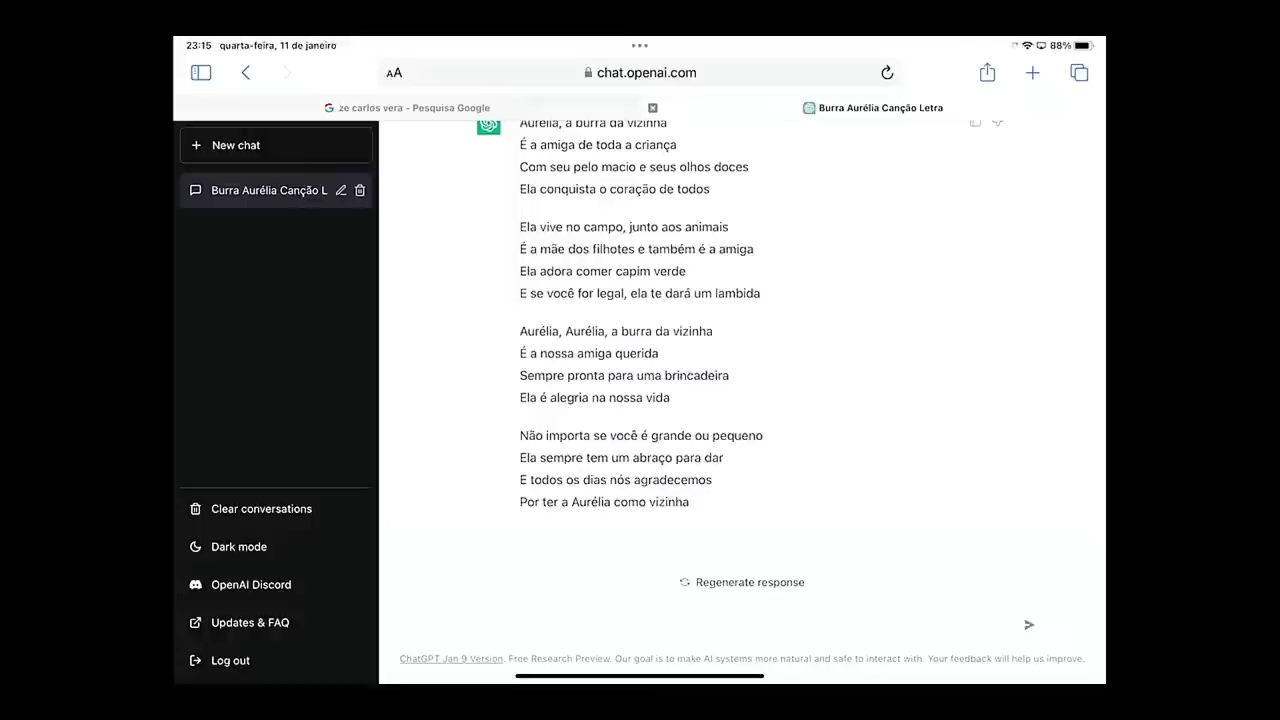 23:15 quarta-feira, 11 de janeiro
88%
AA
chat.openai.com
ze carlos vera - Pesquisa Google
Burra Aurélia Canção Letra
New chat
Burra Aurélia Canção L
Aurélia, a burra da vizinha
É a amiga de toda a criança
Com seu pelo macio e seus olhos doces
Ela conquista o coração de todos
Ela vive no campo, junto aos animais
É a mãe dos filhotes e também é a amiga
Ela adora comer capim verde
E se você for legal, ela te dará um lambida
Aurélia, Aurélia, a burra da vizinha
É a nossa amiga querida
Sempre pronta para uma brincadeira
Ela é alegria na nossa vida
Não importa se você é grande ou pequeno
Ela sempre tem um abraço para dar
E todos os dias nós agradecemos
Por ter a Aurélia como vizinha
Clear conversations
Dark mode
OpenAI Discord
Updates & FAQ
Log out
Regenerate response
ChatGPT Jan 9 Version. Free Research Preview. Our goal is to make AI systems more natural and safe to interact with. Your feedback will help us improve.